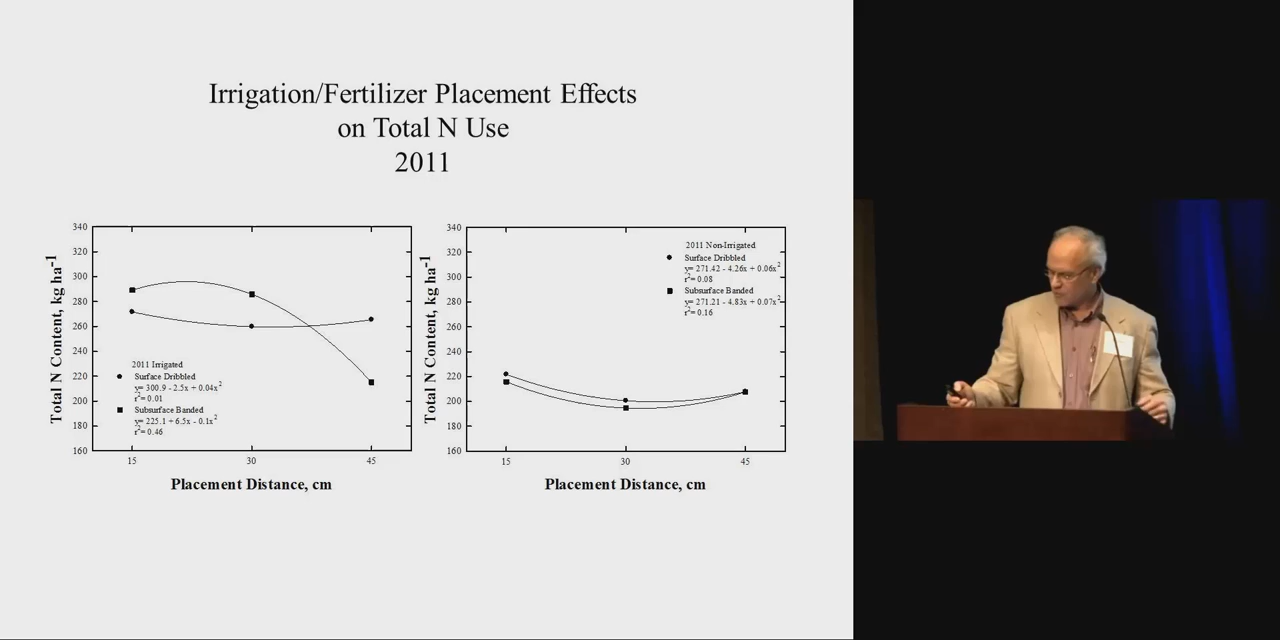 Irrigation/Fertilizer Placement Effects
on Total N Use
2011
340
320
300
280
260
240
220
200
180
160
Total N Content, kg ha⁻¹
2011 Irrigated
Surface Dribbled
y= 300.9 - 2.5x + 0.04x²
r²= 0.01
Subsurface Banded
y= 225.1 + 6.5x - 0.1x²
r²= 0.46
15 30 45
Placement Distance, cm
340
320
300
280
260
240
220
200
180
160
Total N Content, kg ha⁻¹
2011 Non-Irrigated
Surface Dribbled
y= 271.42 - 4.26x + 0.06x²
r²= 0.08
Subsurface Banded
y= 271.21 - 4.83x + 0.07x²
r²= 0.16
15 30 45
Placement Distance, cm